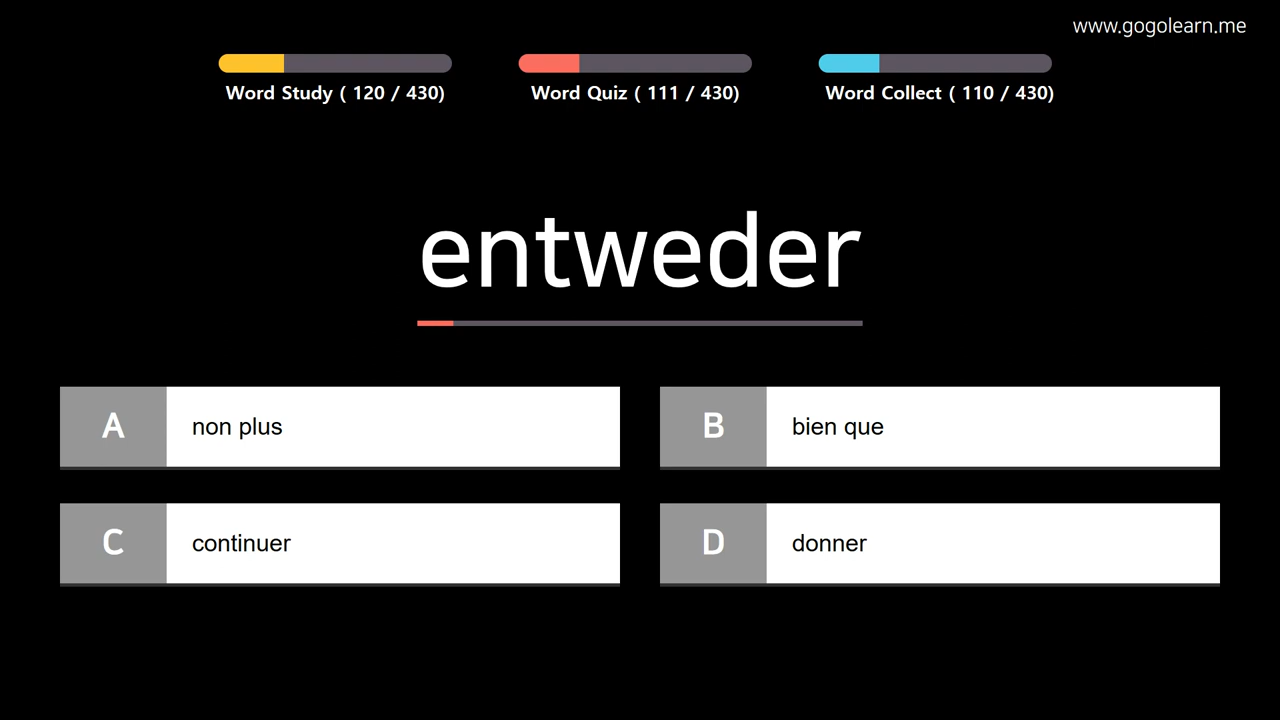 www.gogolearn.me
Word Study ( 120 / 430)
Word Quiz ( 111 / 430)
Word Collect ( 110 / 430)
entweder
A non plus
B bien que
C continuer
D donner